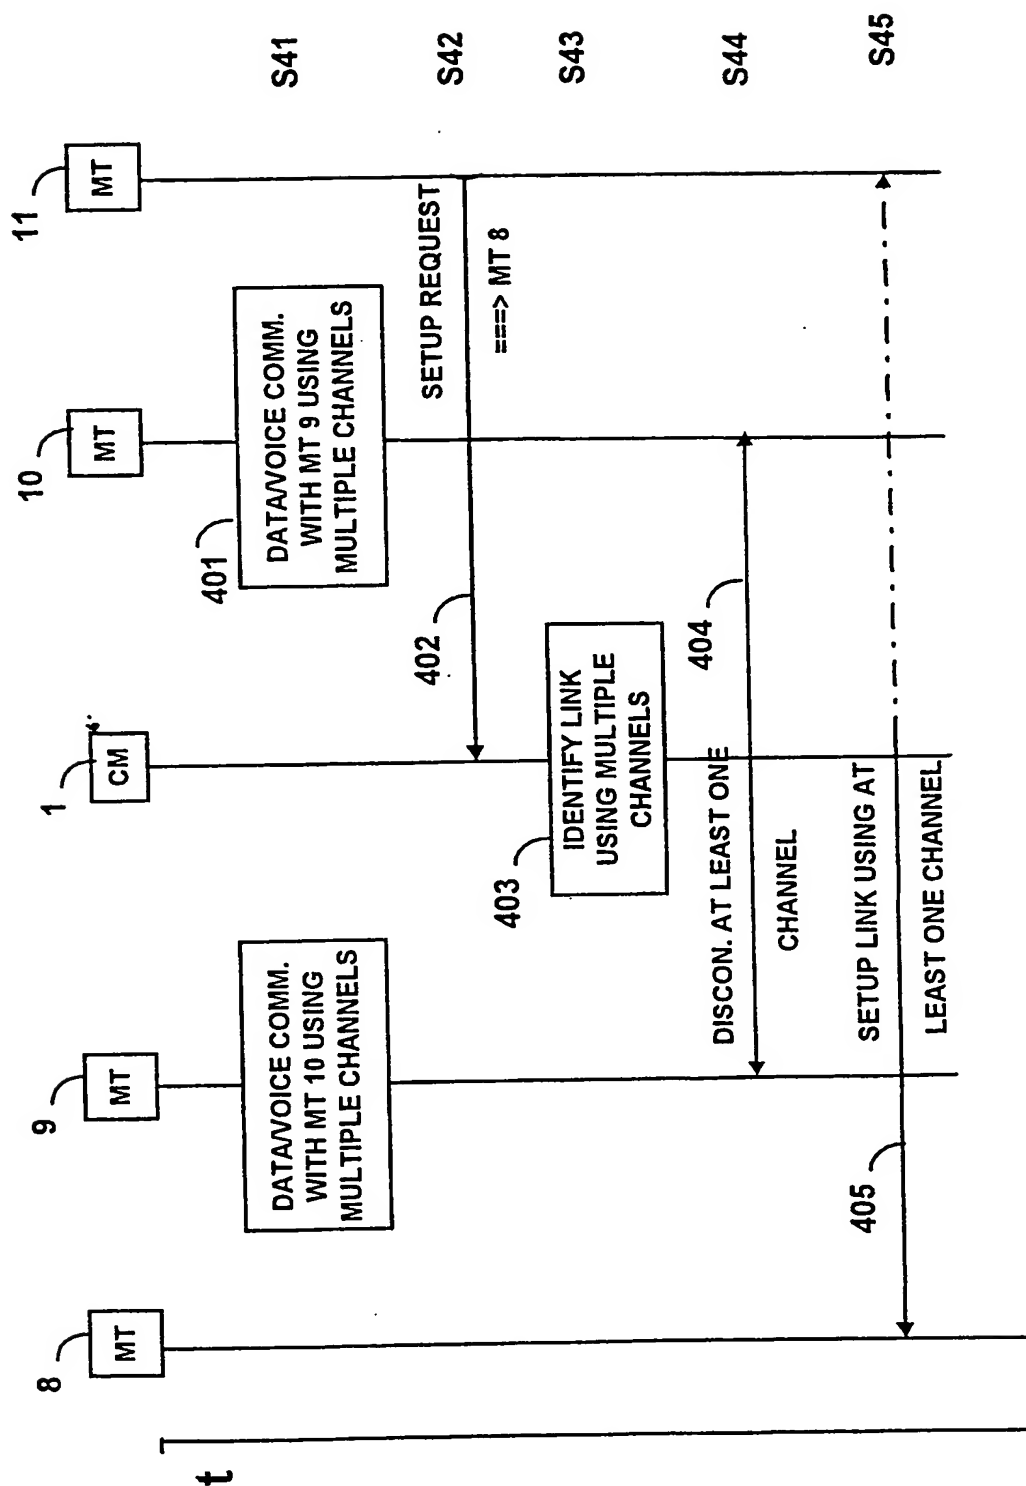 t
8
MT
9
MT
1
CM
10
MT
11
MT
DATA/VOICE COMM.
WITH MT 10 USING
MULTIPLE CHANNELS
401
DATA/VOICE COMM.
WITH MT 9 USING
MULTIPLE CHANNELS
S41
402
SETUP REQUEST
===> MT 8
S42
403
IDENTIFY LINK
USING MULTIPLE
CHANNELS
S43
DISCON. AT LEAST ONE
CHANNEL
404
S44
405
SETUP LINK USING AT
LEAST ONE CHANNEL
S45